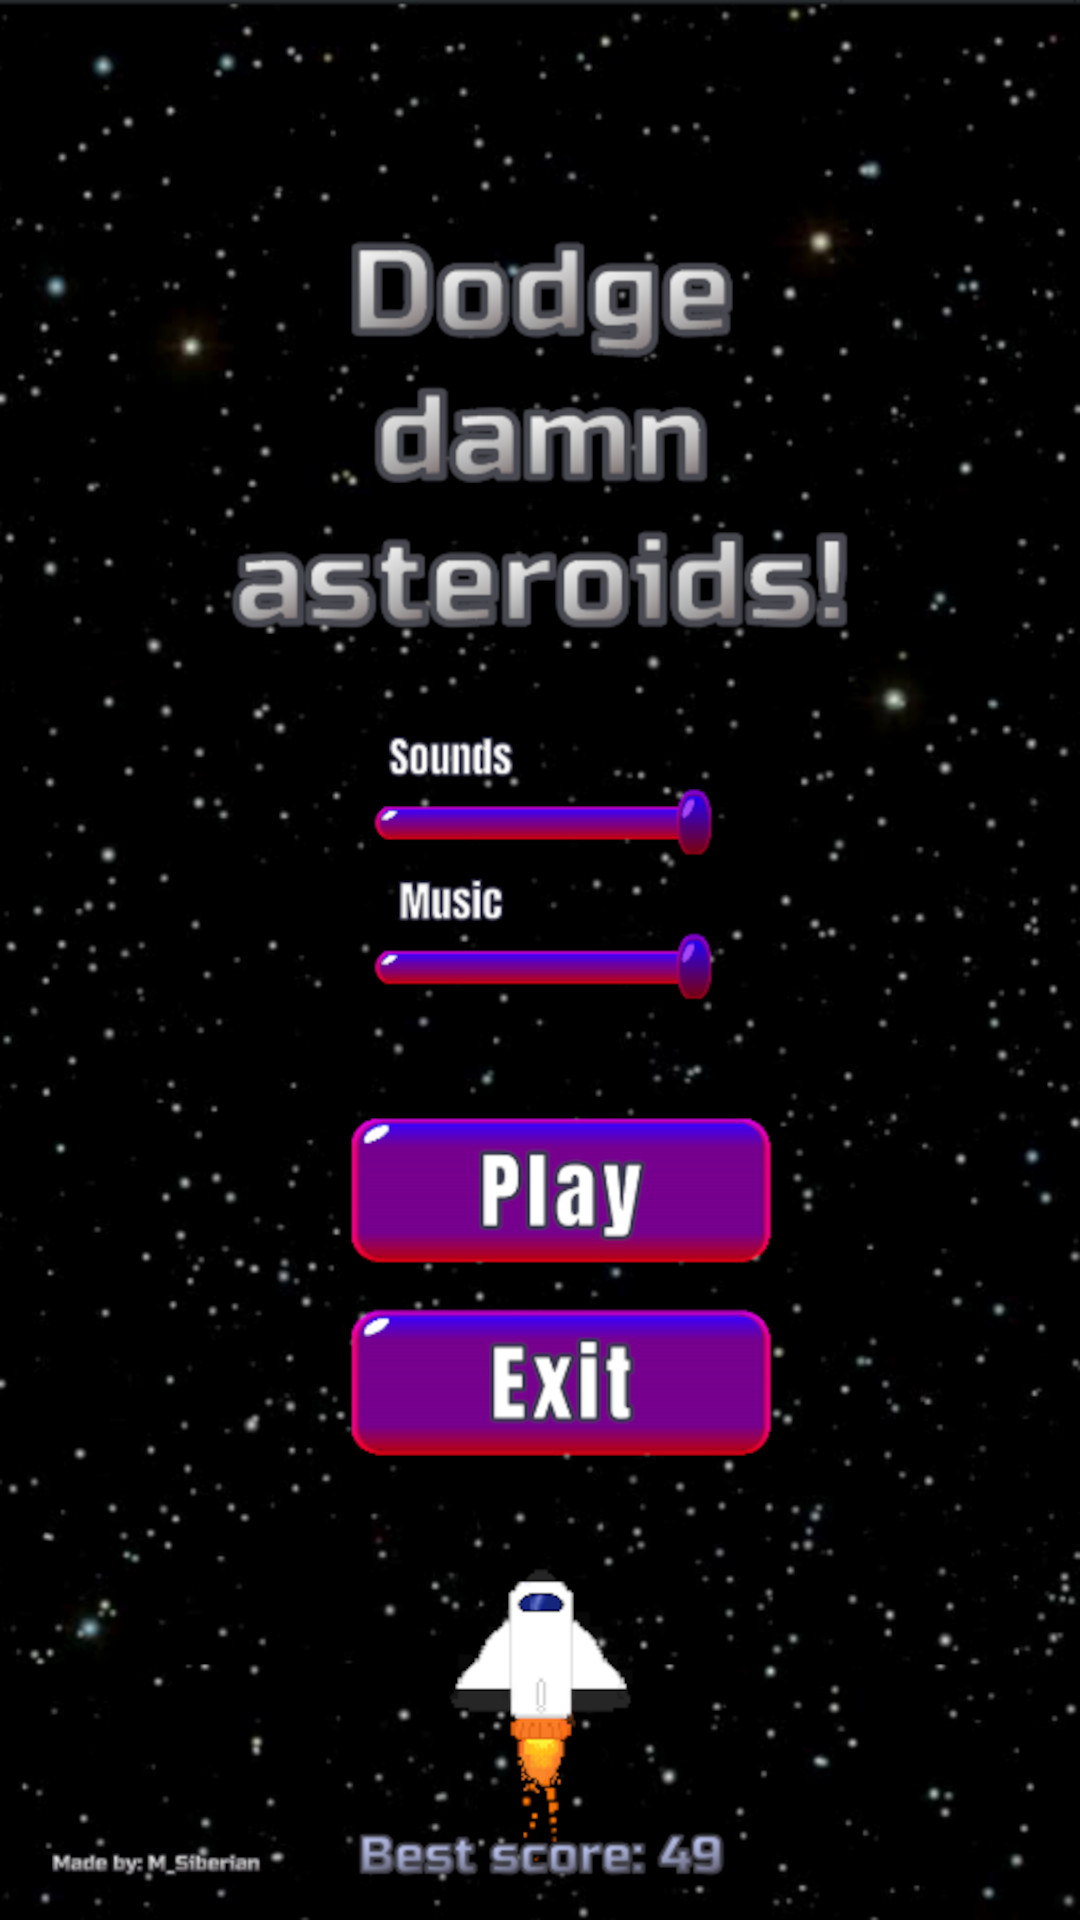 Dodge
damn
asteroids!
Sounds
Music
Play
Exit
Best score: 49
Made by: M_Siberian